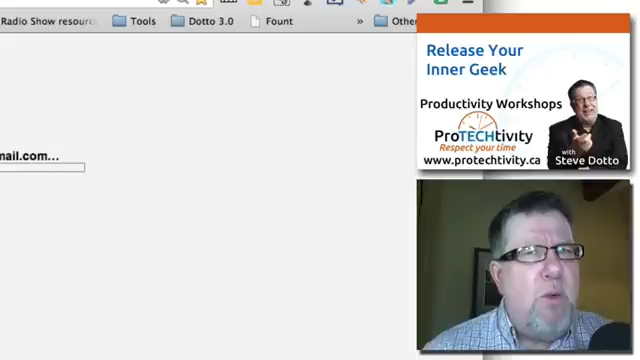 Radio Show resourc
Tools
Dotto 3.0
Fount
»
Other
mail.com...
Release Your
Inner Geek
Productivity Workshops
ProTECHtivity
Respect your time
with
Steve Dotto
www.protechtivity.ca